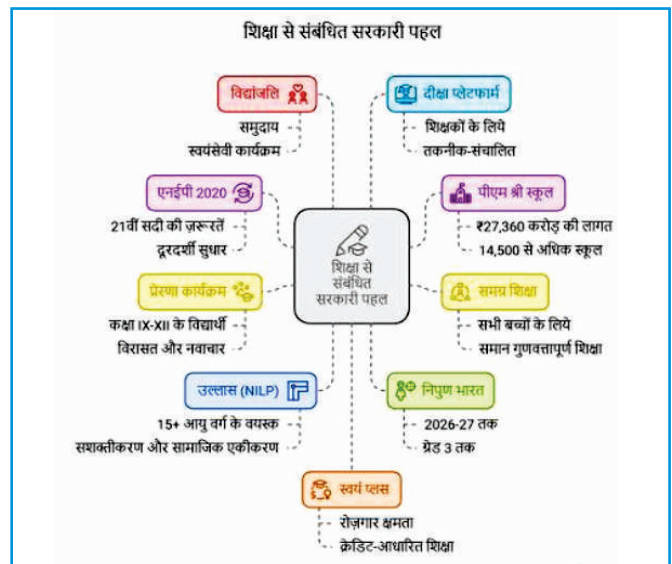 शिक्षा से संबंधित सरकारी पहल
विद्यांजलि
समुदाय
स्वयंसेवी कार्यक्रम
दीक्षा प्लेटफार्म
शिक्षकों के लिये
तकनीक-संचालित
एनईपी 2020
21वीं सदी की ज़रूरतें
दूरदर्शी सुधार
पीएम श्री स्कूल
₹27,360 करोड़ की लागत
14,500 से अधिक स्कूल
शिक्षा से
संबंधित
सरकारी पहल
प्रेरणा कार्यक्रम
कक्षा IX-XII के विद्यार्थी
विरासत और नवाचार
समग्र शिक्षा
सभी बच्चों के लिये
समान गुणवत्तापूर्ण शिक्षा
उल्लास (NILP)
15+ आयु वर्ग के वयस्क
सशक्तीकरण और सामाजिक एकीकरण
निपुण भारत
2026-27 तक
ग्रेड 3 तक
स्वयं प्लस
रोज़गार क्षमता
क्रेडिट-आधारित शिक्षा